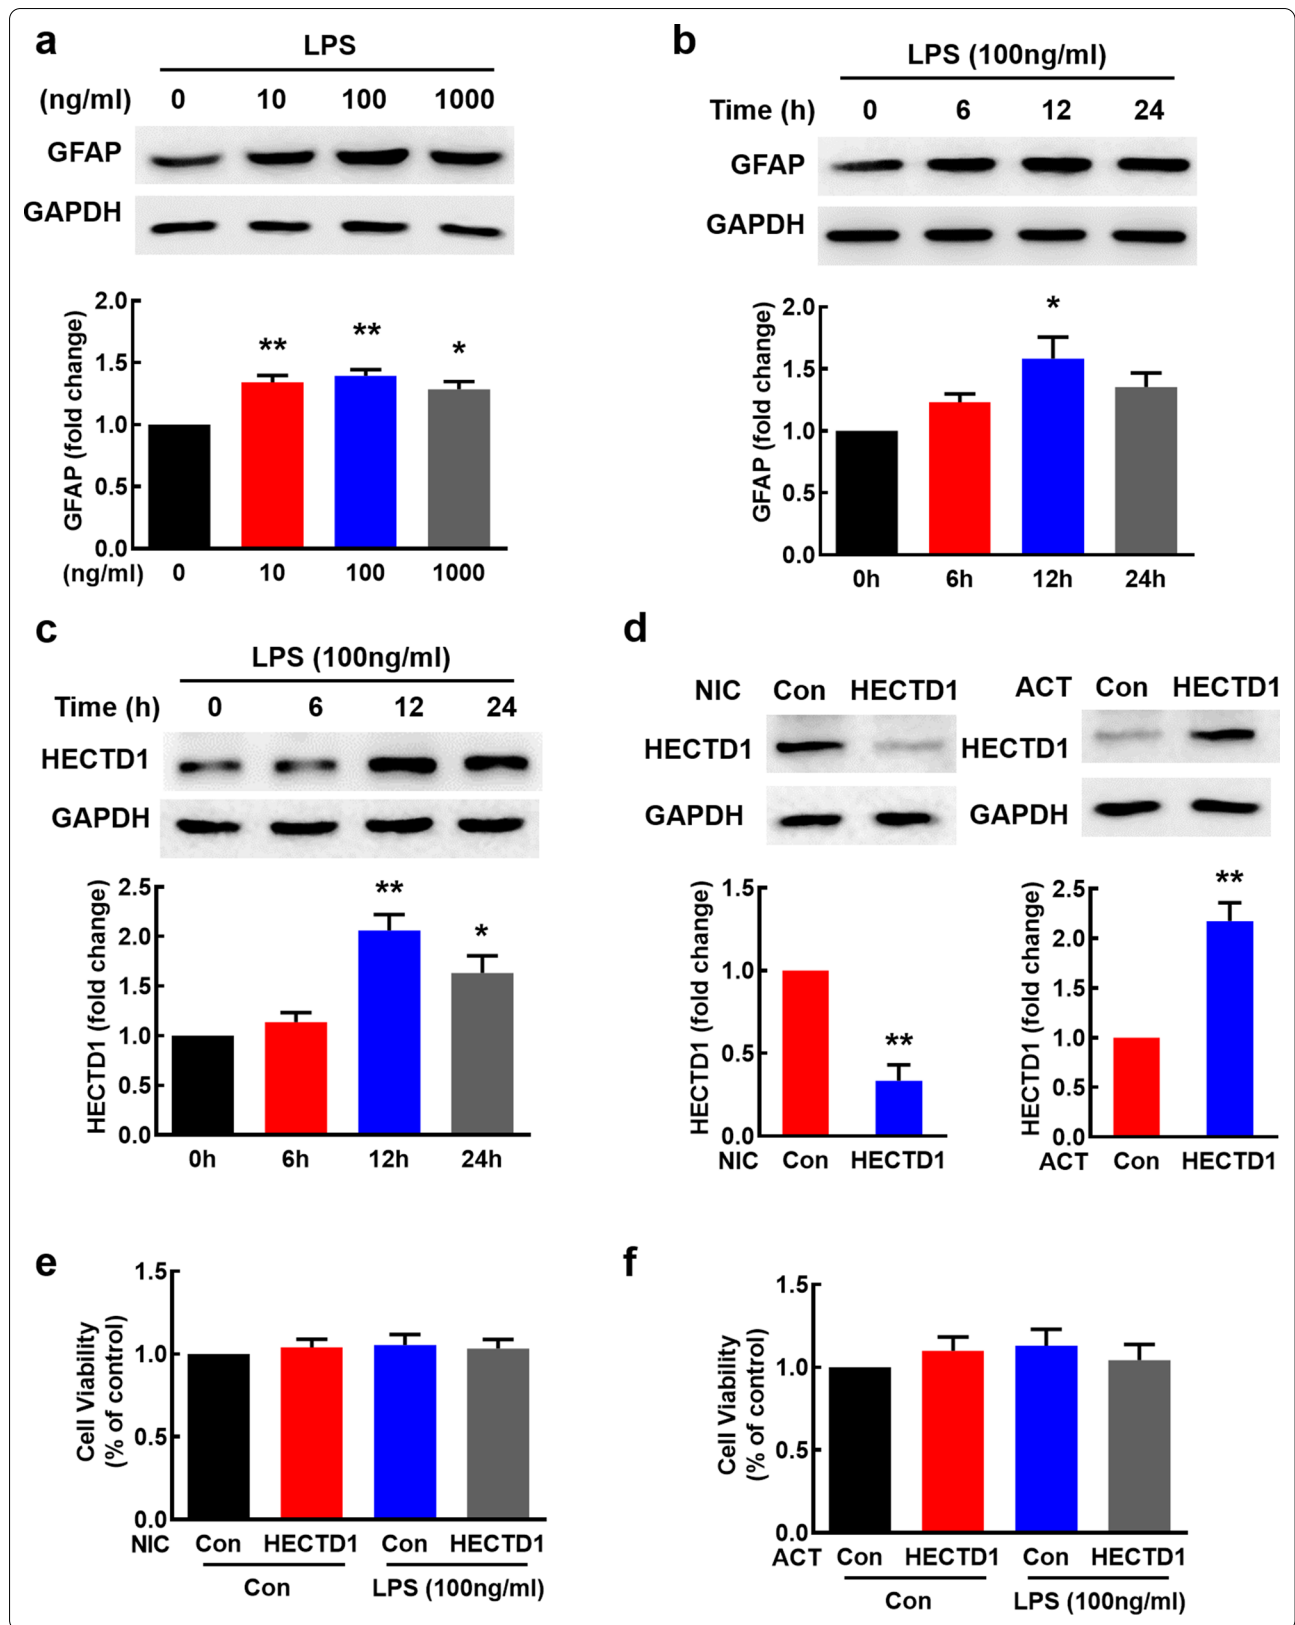 a
LPS
(ng/ml) 0 10 100 1000
GFAP
GAPDH
GFAP (fold change)
2.0
**
**
*
1.5
1.0
0.5
0.0
(ng/ml) 0 10 100 1000
b
LPS (100ng/ml)
Time (h) 0 6 12 24
GFAP
GAPDH
GFAP (fold change)
2.0
*
1.5
1.0
0.5
0.0
0h 6h 12h 24h
c
LPS (100ng/ml)
Time (h) 0 6 12 24
HECTD1
GAPDH
HECTD1 (fold change)
2.5
**
2.0
*
1.5
1.0
0.5
0.0
0h 6h 12h 24h
d
NIC Con HECTD1
HECTD1
GAPDH
HECTD1 (fold change)
1.5
1.0
**
0.5
0.0
NIC Con HECTD1
ACT Con HECTD1
HECTD1
GAPDH
HECTD1 (fold change)
**
2.5
2.0
1.5
1.0
0.5
0.0
ACT Con HECTD1
e
Cell Viability
(% of control)
1.5
1.0
0.5
0.0
NIC Con HECTD1 Con HECTD1
Con LPS (100ng/ml)
f
Cell Viability
(% of control)
1.5
1.0
0.5
0.0
ACT Con HECTD1 Con HECTD1
Con LPS (100ng/ml)